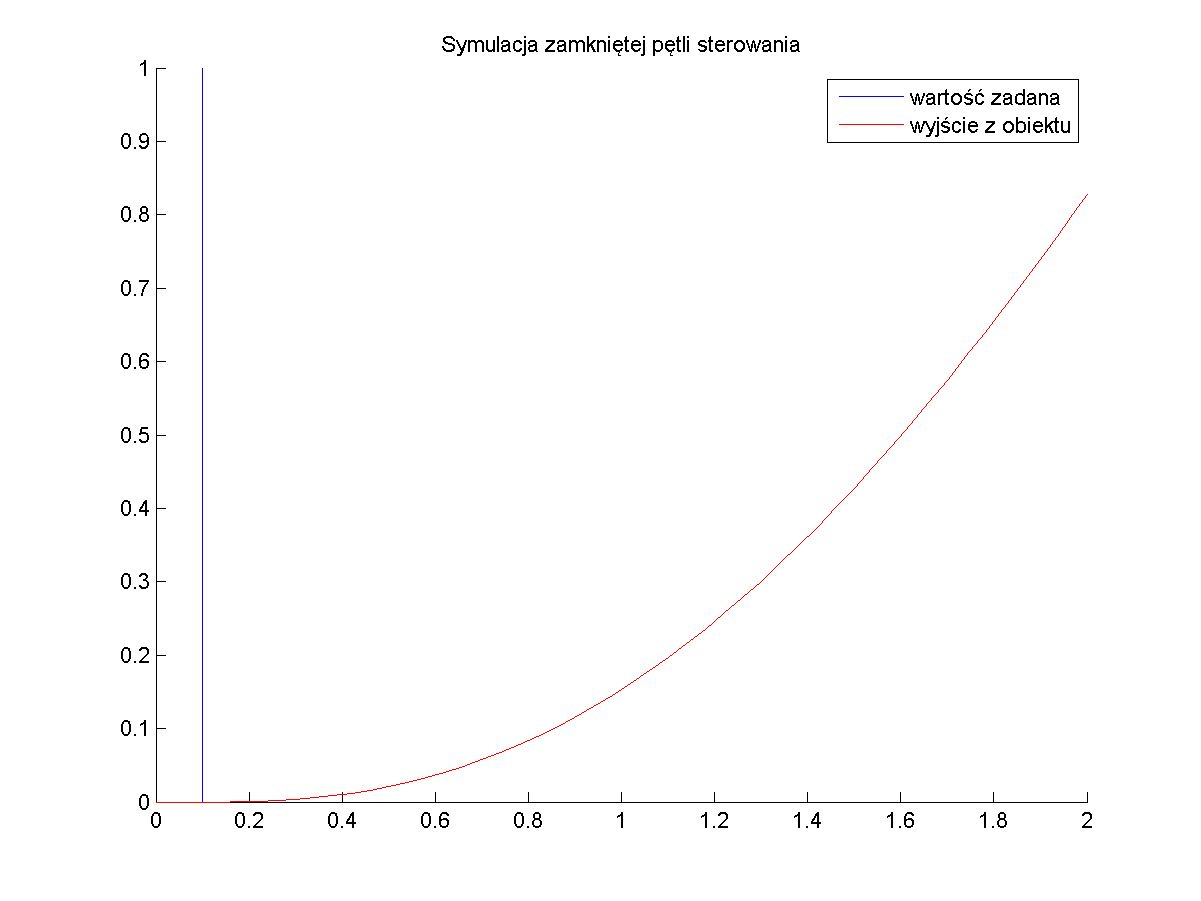 Symulacja zamkniętej pętli sterowania
wartość zadana
wyjście z obiektu
1
0.9
0.8
0.7
0.6
0.5
0.4
0.3
0.2
0.1
0
0 0.2 0.4 0.6 0.8 1 1.2 1.4 1.6 1.8 2